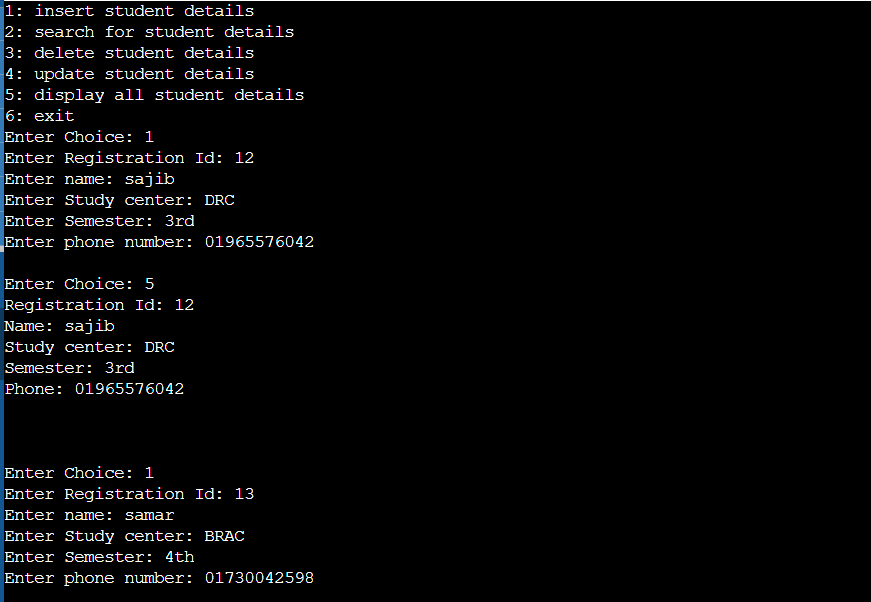 1: insert student details
2: search for student details
3: delete student details
4: update student details
5: display all student details
6: exit
Enter Choice: 1
Enter Registration Id: 12
Enter name: sajib
Enter Study center: DRC
Enter Semester: 3rd
Enter phone number: 01965576042
Enter Choice: 5
Registration Id: 12
Name: sajib
Study center: DRC
Semester: 3rd
Phone: 01965576042
Enter Choice: 1
Enter Registration Id: 13
Enter name: samar
Enter Study center: BRAC
Enter Semester: 4th
Enter phone number: 01730042598